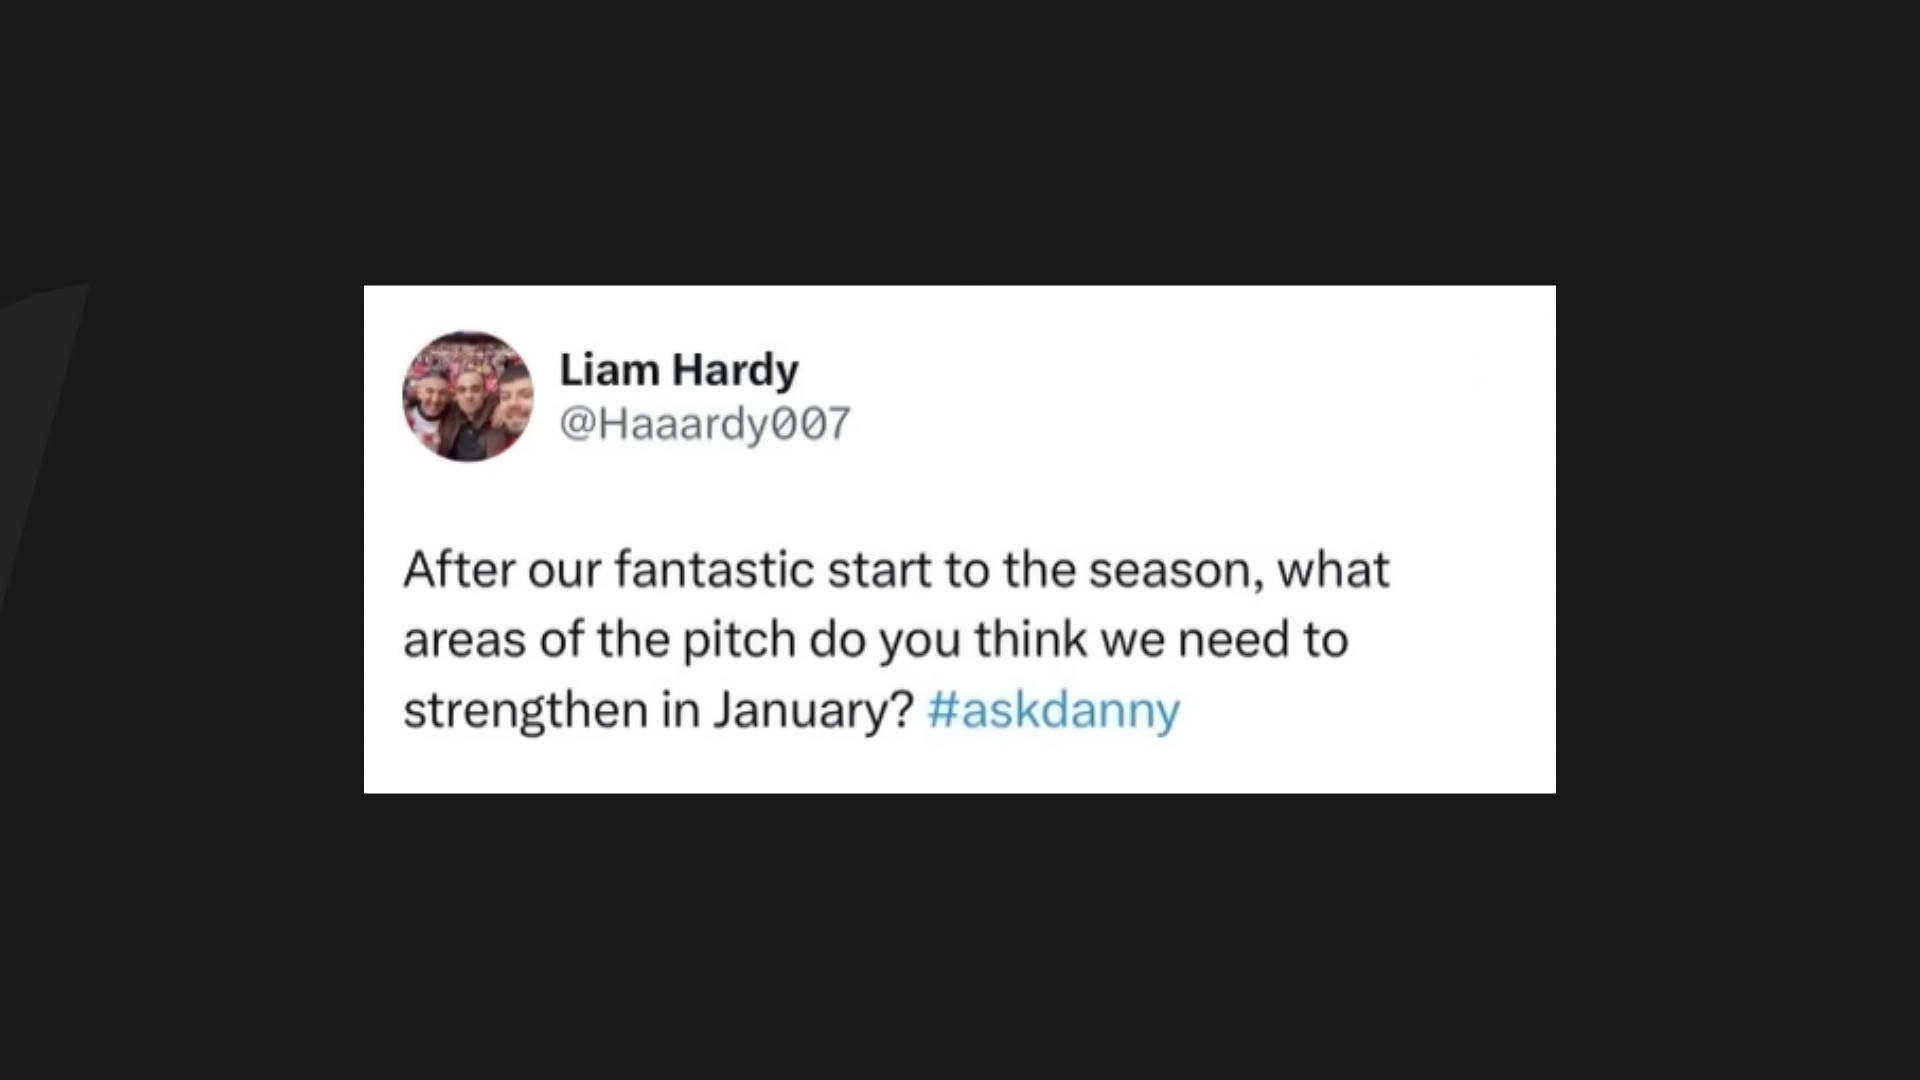 Liam Hardy
@Haaardy007
After our fantastic start to the season, what
areas of the pitch do you think we need to
strengthen in January? #askdanny